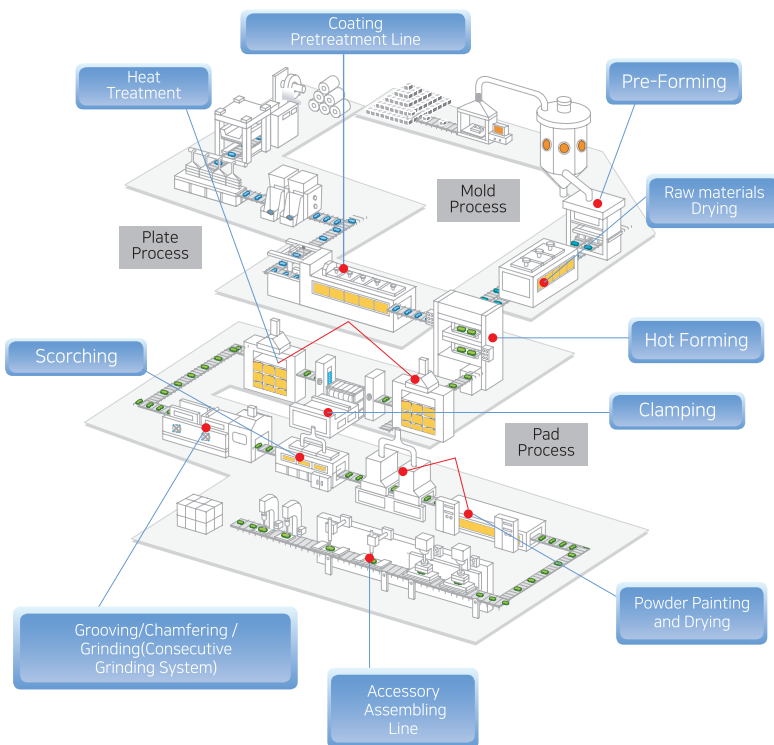 Coating
Pretreatment Line
Heat
Treatment
Pre-Forming
Mold
Process
Raw materials
Drying
Plate
Process
Hot Forming
Scorching
Clamping
Pad
Process
Powder Painting
and Drying
Grooving/Chamfering /
Grinding(Consecutive
Grinding System)
Accessory
Assembling
Line